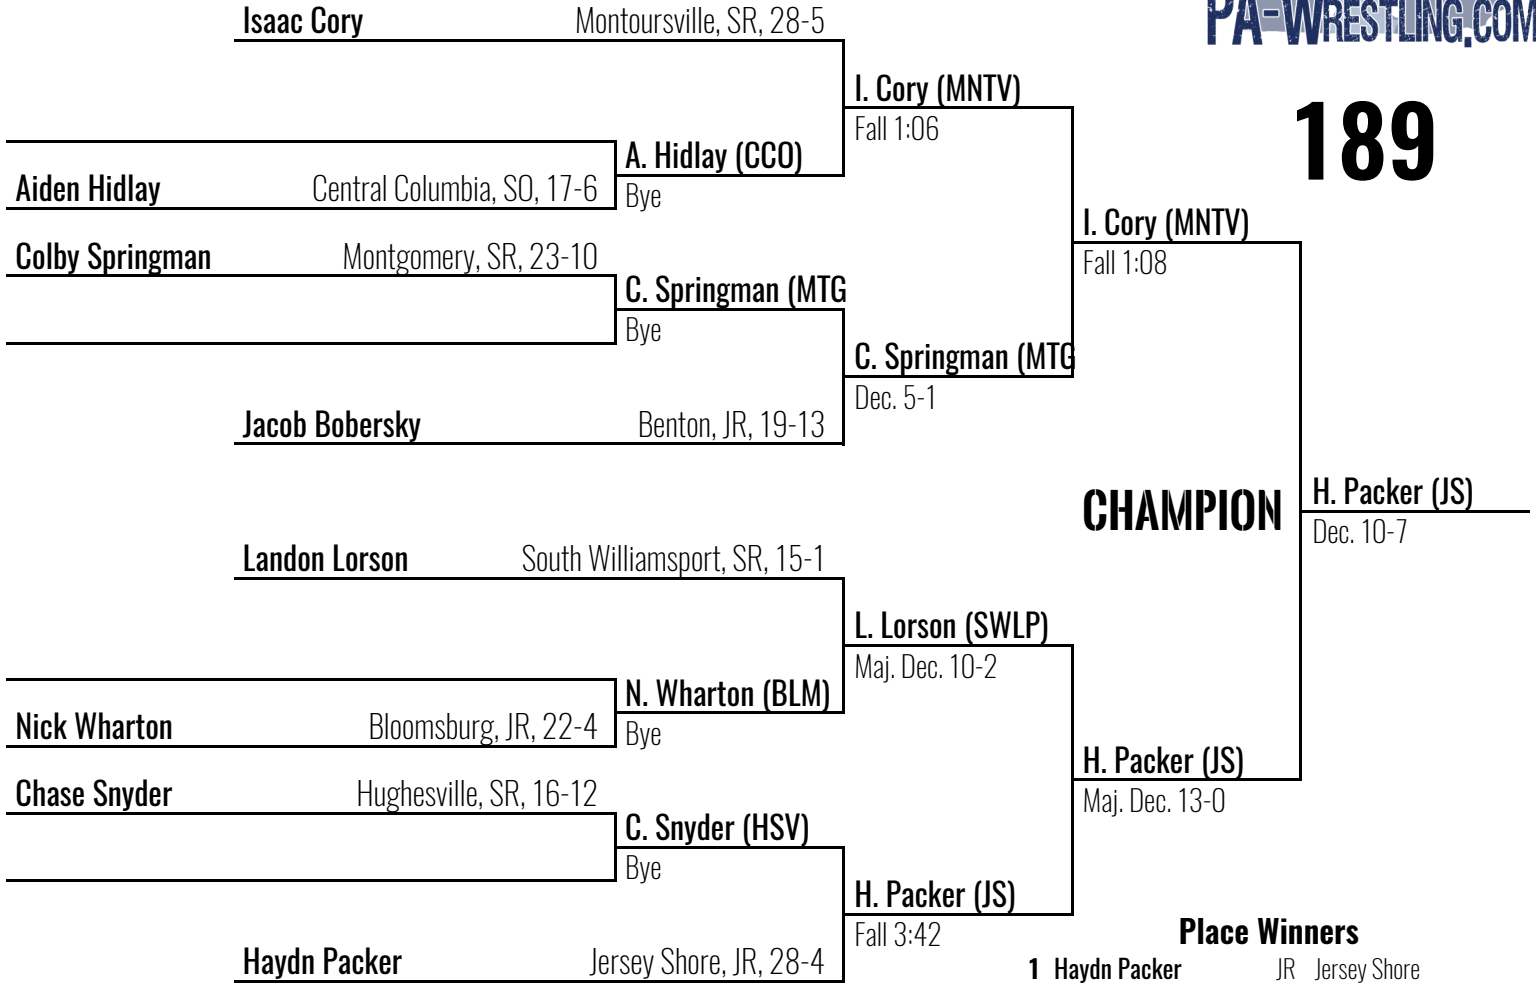 Isaac Cory Montoursville, SR, 28-5
PA-WRESTLING.COM
I. Cory (MNTV)
Fall 1:06
189
A. Hidlay (CCO)
Bye
Aiden Hidlay Central Columbia, SO, 17-6
I. Cory (MNTV)
Fall 1:08
Colby Springman Montgomery, SR, 23-10
C. Springman (MTG
Bye
C. Springman (MTG
Dec. 5-1
Jacob Bobersky Benton, JR, 19-13
CHAMPION
H. Packer (JS)
Dec. 10-7
Landon Lorson South Williamsport, SR, 15-1
L. Lorson (SWLP)
Maj. Dec. 10-2
N. Wharton (BLM)
Bye
Nick Wharton Bloomsburg, JR, 22-4
H. Packer (JS)
Maj. Dec. 13-0
Chase Snyder Hughesville, SR, 16-12
C. Snyder (HSV)
Bye
H. Packer (JS)
Fall 3:42
Haydn Packer Jersey Shore, JR, 28-4
Place Winners
1 Haydn Packer JR Jersey Shore